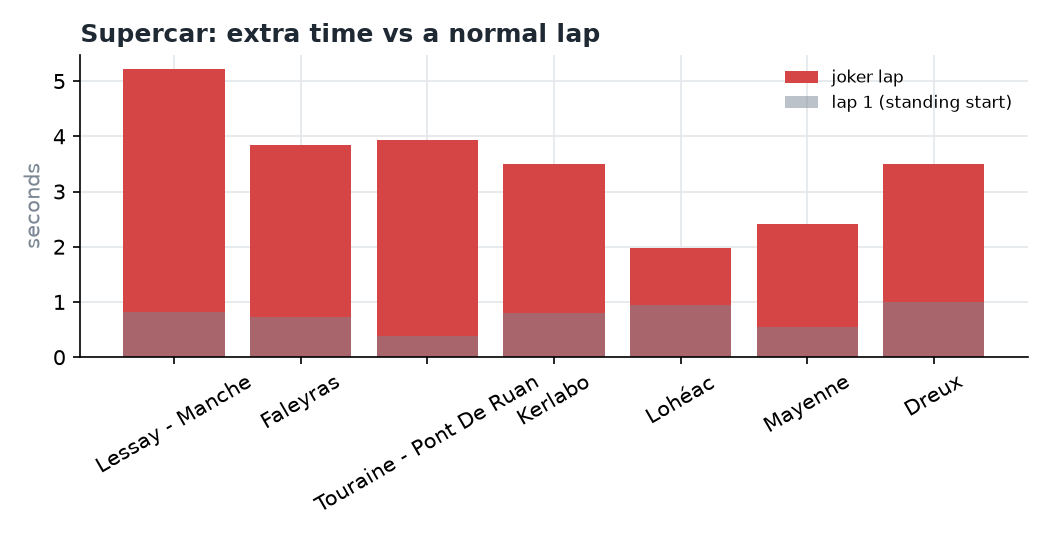 Supercar: extra time vs a normal lap
joker lap
lap 1 (standing start)
seconds
5
4
3
2
1
0
Lessay - Manche
Faleyras
Touraine - Pont De Ruan
Kerlabo
Lohéac
Mayenne
Dreux